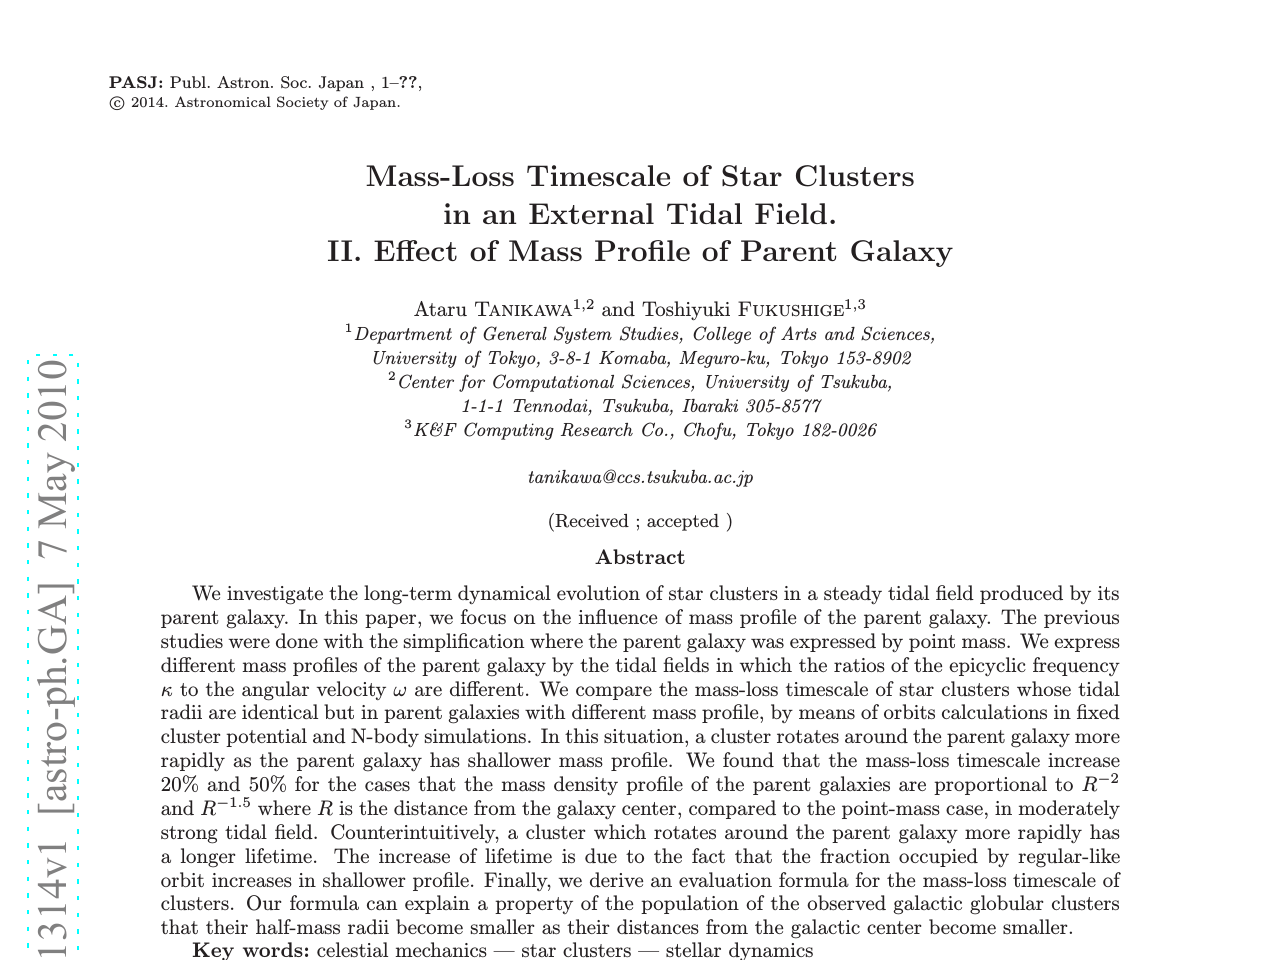 PASJ: Publ. Astron. Soc. Japan , 1–??,
© 2014. Astronomical Society of Japan.
Mass-Loss Timescale of Star Clusters
in an External Tidal Field.
II. Effect of Mass Profile of Parent Galaxy
Ataru TANIKAWA1,2 and Toshiyuki FUKUSHIGE1,3
1Department of General System Studies, College of Arts and Sciences,
University of Tokyo, 3-8-1 Komaba, Meguro-ku, Tokyo 153-8902
2Center for Computational Sciences, University of Tsukuba,
1-1-1 Tennodai, Tsukuba, Ibaraki 305-8577
3K&F Computing Research Co., Chofu, Tokyo 182-0026
tanikawa@ccs.tsukuba.ac.jp
(Received ; accepted )
Abstract
We investigate the long-term dynamical evolution of star clusters in a steady tidal field produced by its
parent galaxy. In this paper, we focus on the influence of mass profile of the parent galaxy. The previous
studies were done with the simplification where the parent galaxy was expressed by point mass. We express
different mass profiles of the parent galaxy by the tidal fields in which the ratios of the epicyclic frequency
κ to the angular velocity ω are different. We compare the mass-loss timescale of star clusters whose tidal
radii are identical but in parent galaxies with different mass profile, by means of orbits calculations in fixed
cluster potential and N-body simulations. In this situation, a cluster rotates around the parent galaxy more
rapidly as the parent galaxy has shallower mass profile. We found that the mass-loss timescale increase
20% and 50% for the cases that the mass density profile of the parent galaxies are proportional to R−2
and R−1.5 where R is the distance from the galaxy center, compared to the point-mass case, in moderately
strong tidal field. Counterintuitively, a cluster which rotates around the parent galaxy more rapidly has
a longer lifetime. The increase of lifetime is due to the fact that the fraction occupied by regular-like
orbit increases in shallower profile. Finally, we derive an evaluation formula for the mass-loss timescale of
clusters. Our formula can explain a property of the population of the observed galactic globular clusters
that their half-mass radii become smaller as their distances from the galactic center become smaller.
Key words: celestial mechanics — star clusters — stellar dynamics
1314v1 [astro-ph.GA] 7 May 2010